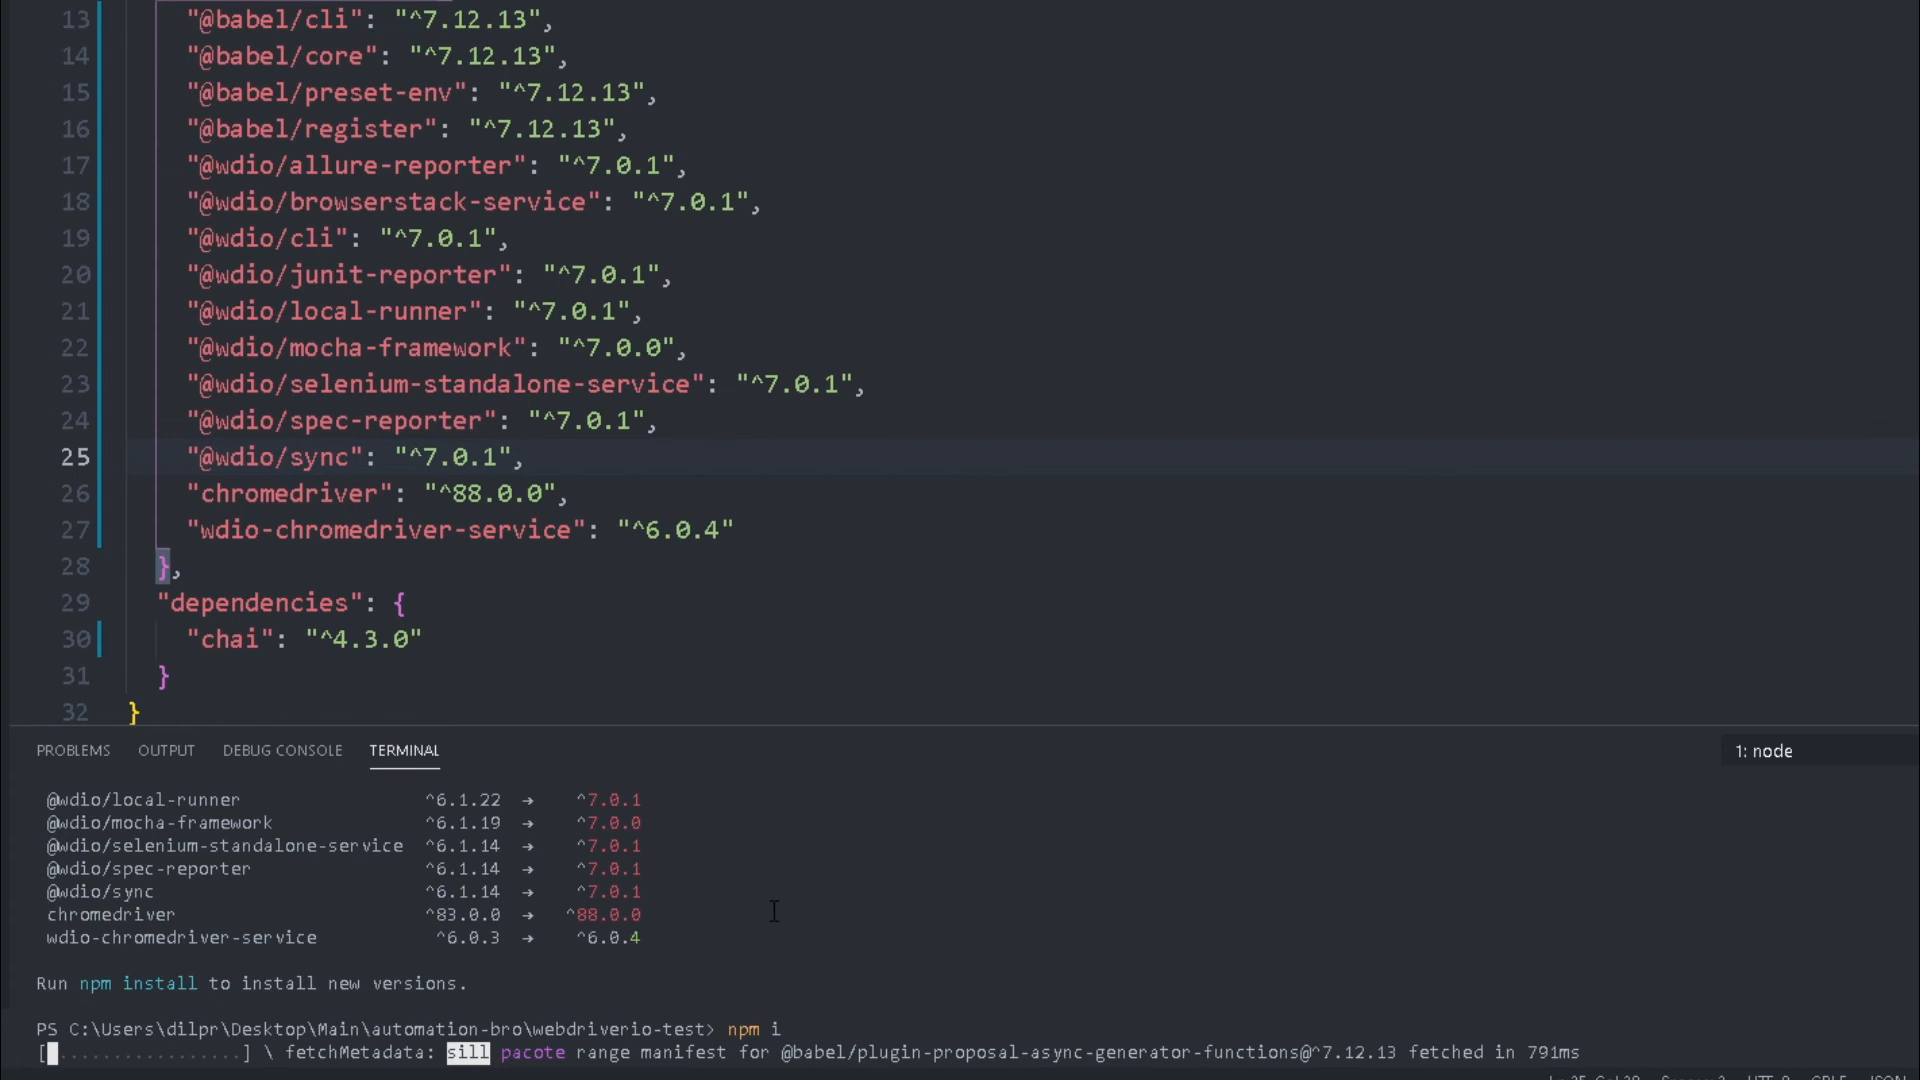 13 "@babel/cli": "^7.12.13",
14 "@babel/core": "^7.12.13",
15 "@babel/preset-env": "^7.12.13",
16 "@babel/register": "^7.12.13",
17 "@wdio/allure-reporter": "^7.0.1",
18 "@wdio/browserstack-service": "^7.0.1",
19 "@wdio/cli": "^7.0.1",
20 "@wdio/junit-reporter": "^7.0.1",
21 "@wdio/local-runner": "^7.0.1",
22 "@wdio/mocha-framework": "^7.0.0",
23 "@wdio/selenium-standalone-service": "^7.0.1",
24 "@wdio/spec-reporter": "^7.0.1",
25 "@wdio/sync": "^7.0.1",
26 "chromedriver": "^88.0.0",
27 "wdio-chromedriver-service": "^6.0.4"
28 },
29 "dependencies": {
30 "chai": "^4.3.0"
31 }
32 }
PROBLEMS OUTPUT DEBUG CONSOLE TERMINAL 1: node
@wdio/local-runner ^6.1.22 → ^7.0.1
@wdio/mocha-framework ^6.1.19 → ^7.0.0
@wdio/selenium-standalone-service ^6.1.14 → ^7.0.1
@wdio/spec-reporter ^6.1.14 → ^7.0.1
@wdio/sync ^6.1.14 → ^7.0.1
chromedriver ^83.0.0 → ^88.0.0
wdio-chromedriver-service ^6.0.3 → ^6.0.4
Run npm install to install new versions.
PS C:\Users\dilpr\Desktop\Main\automation-bro\webdriverio-test> npm i
[ .................] \ fetchMetadata: sill pacote range manifest for @babel/plugin-proposal-async-generator-functions@^7.12.13 fetched in 791ms